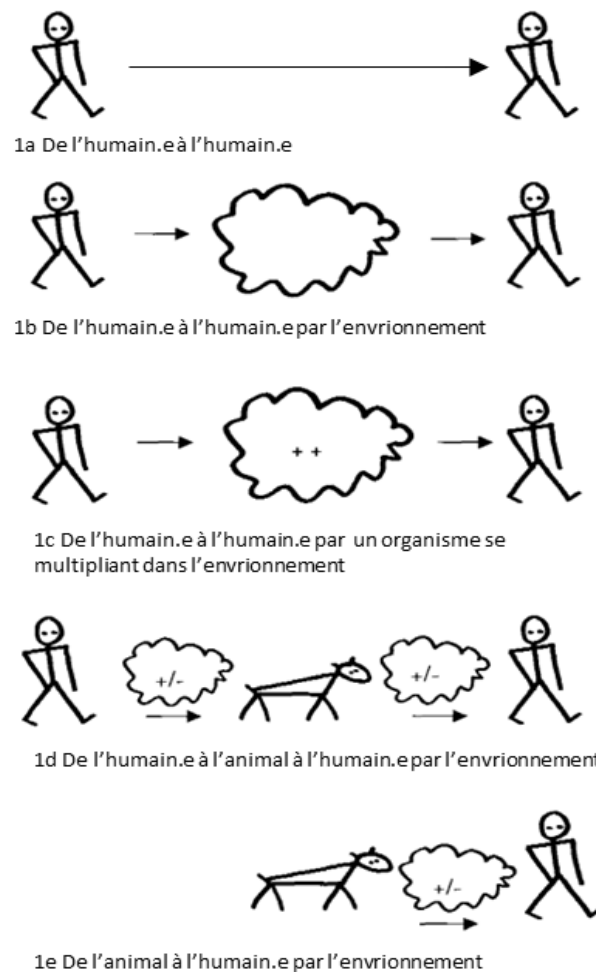 1a De l'humain.e à l'humain.e
1b De l'humain.e à l'humain.e par l'envrionnement
+ +
1c De l'humain.e à l'humain.e par un organisme se
multipliant dans l'envrionnement
+/- +/-
1d De l'humain.e à l'animal à l'humain.e par l'envrionnement
+/-
1e De l'animal à l'humain.e par l'envrionnement